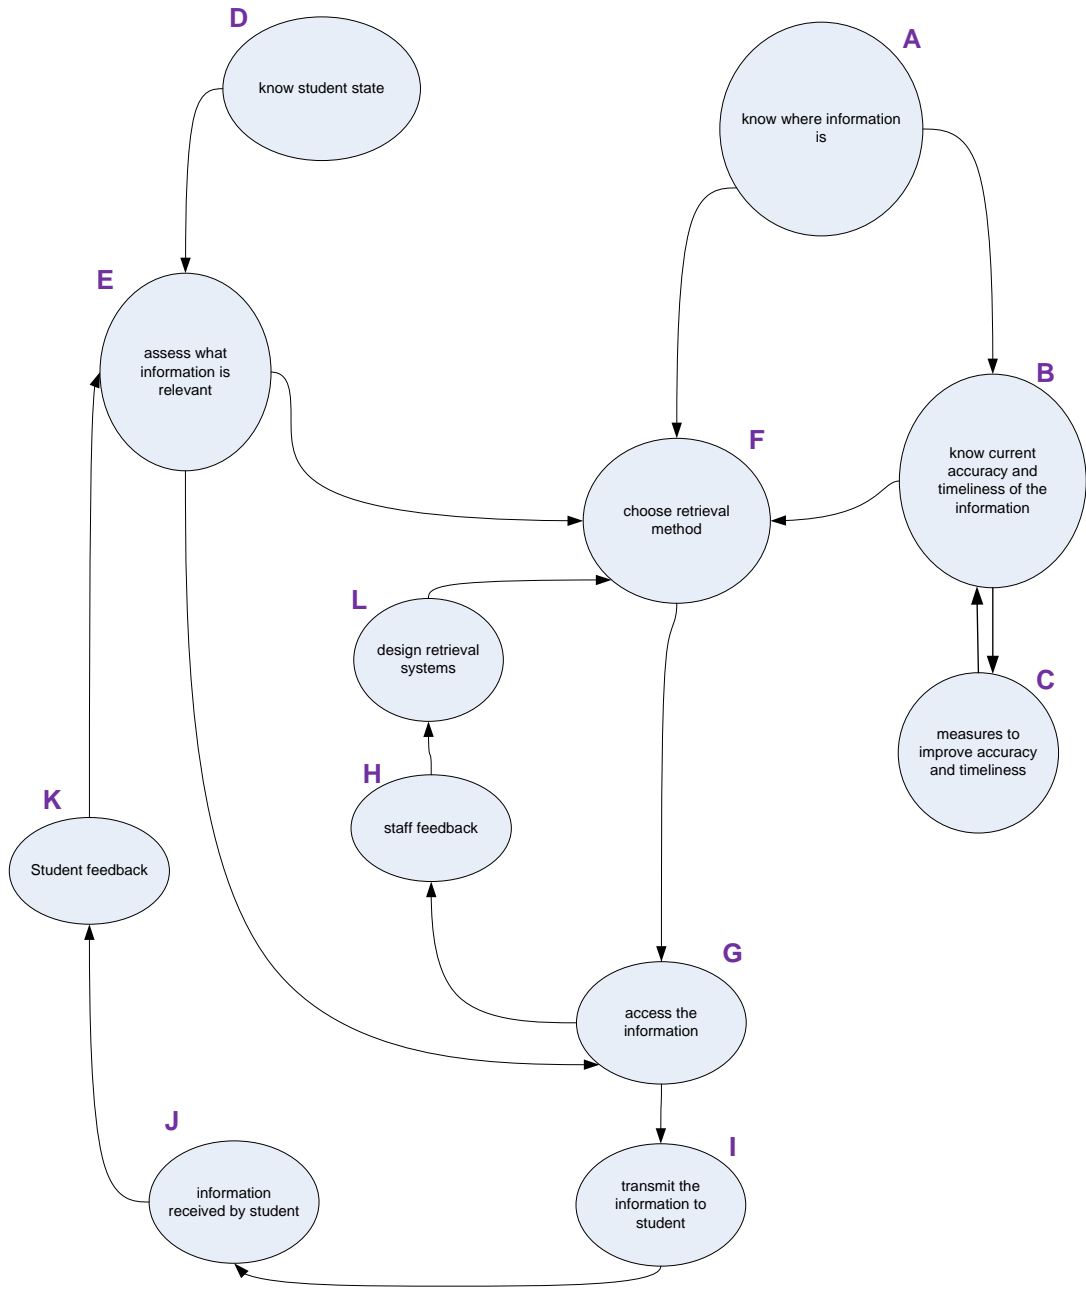 D
know student state
A
know where information
is
E
assess what
information is
relevant
B
know current
accuracy and
timeliness of the
information
F
choose retrieval
method
L
design retrieval
systems
C
measures to
improve accuracy
and timeliness
H
staff feedback
K
Student feedback
G
access the
information
J
information
received by student
I
transmit the
information to
student